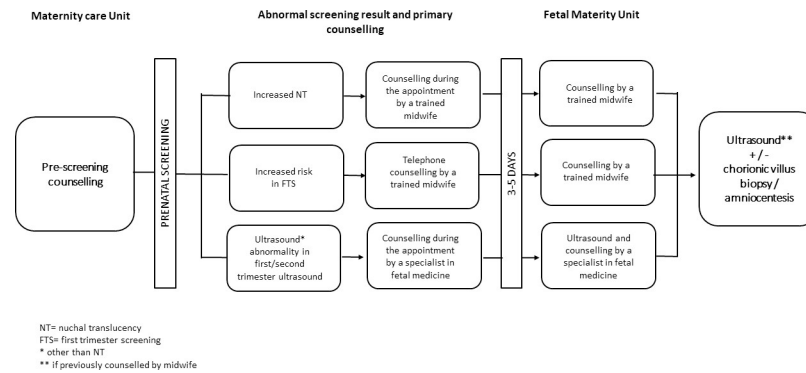 Maternity care Unit
Abnormal screening result and primary
counselling
Fetal Materity Unit
Pre-screening
counselling
PRENATAL SCREENING
Increased NT
Counselling during
the appointment
by a trained
midwife
Increased risk
in FTS
Telephone
counselling by a
trained midwife
Ultrasound*
abnormality in
first/second
trimester ultrasound
Counselling during
the appointment
by a specialist in
fetal medicine
3-5 DAYS
Counselling by a
trained midwife
Counselling by a
trained midwife
Ultrasound and
counselling by a
specialist in fetal
medicine
Ultrasound**
+/-
chorionic villus
biopsy/
amniocentesis
NT= nuchal translucency
FTS= first trimester screening
* other than NT
** if previously counselled by midwife